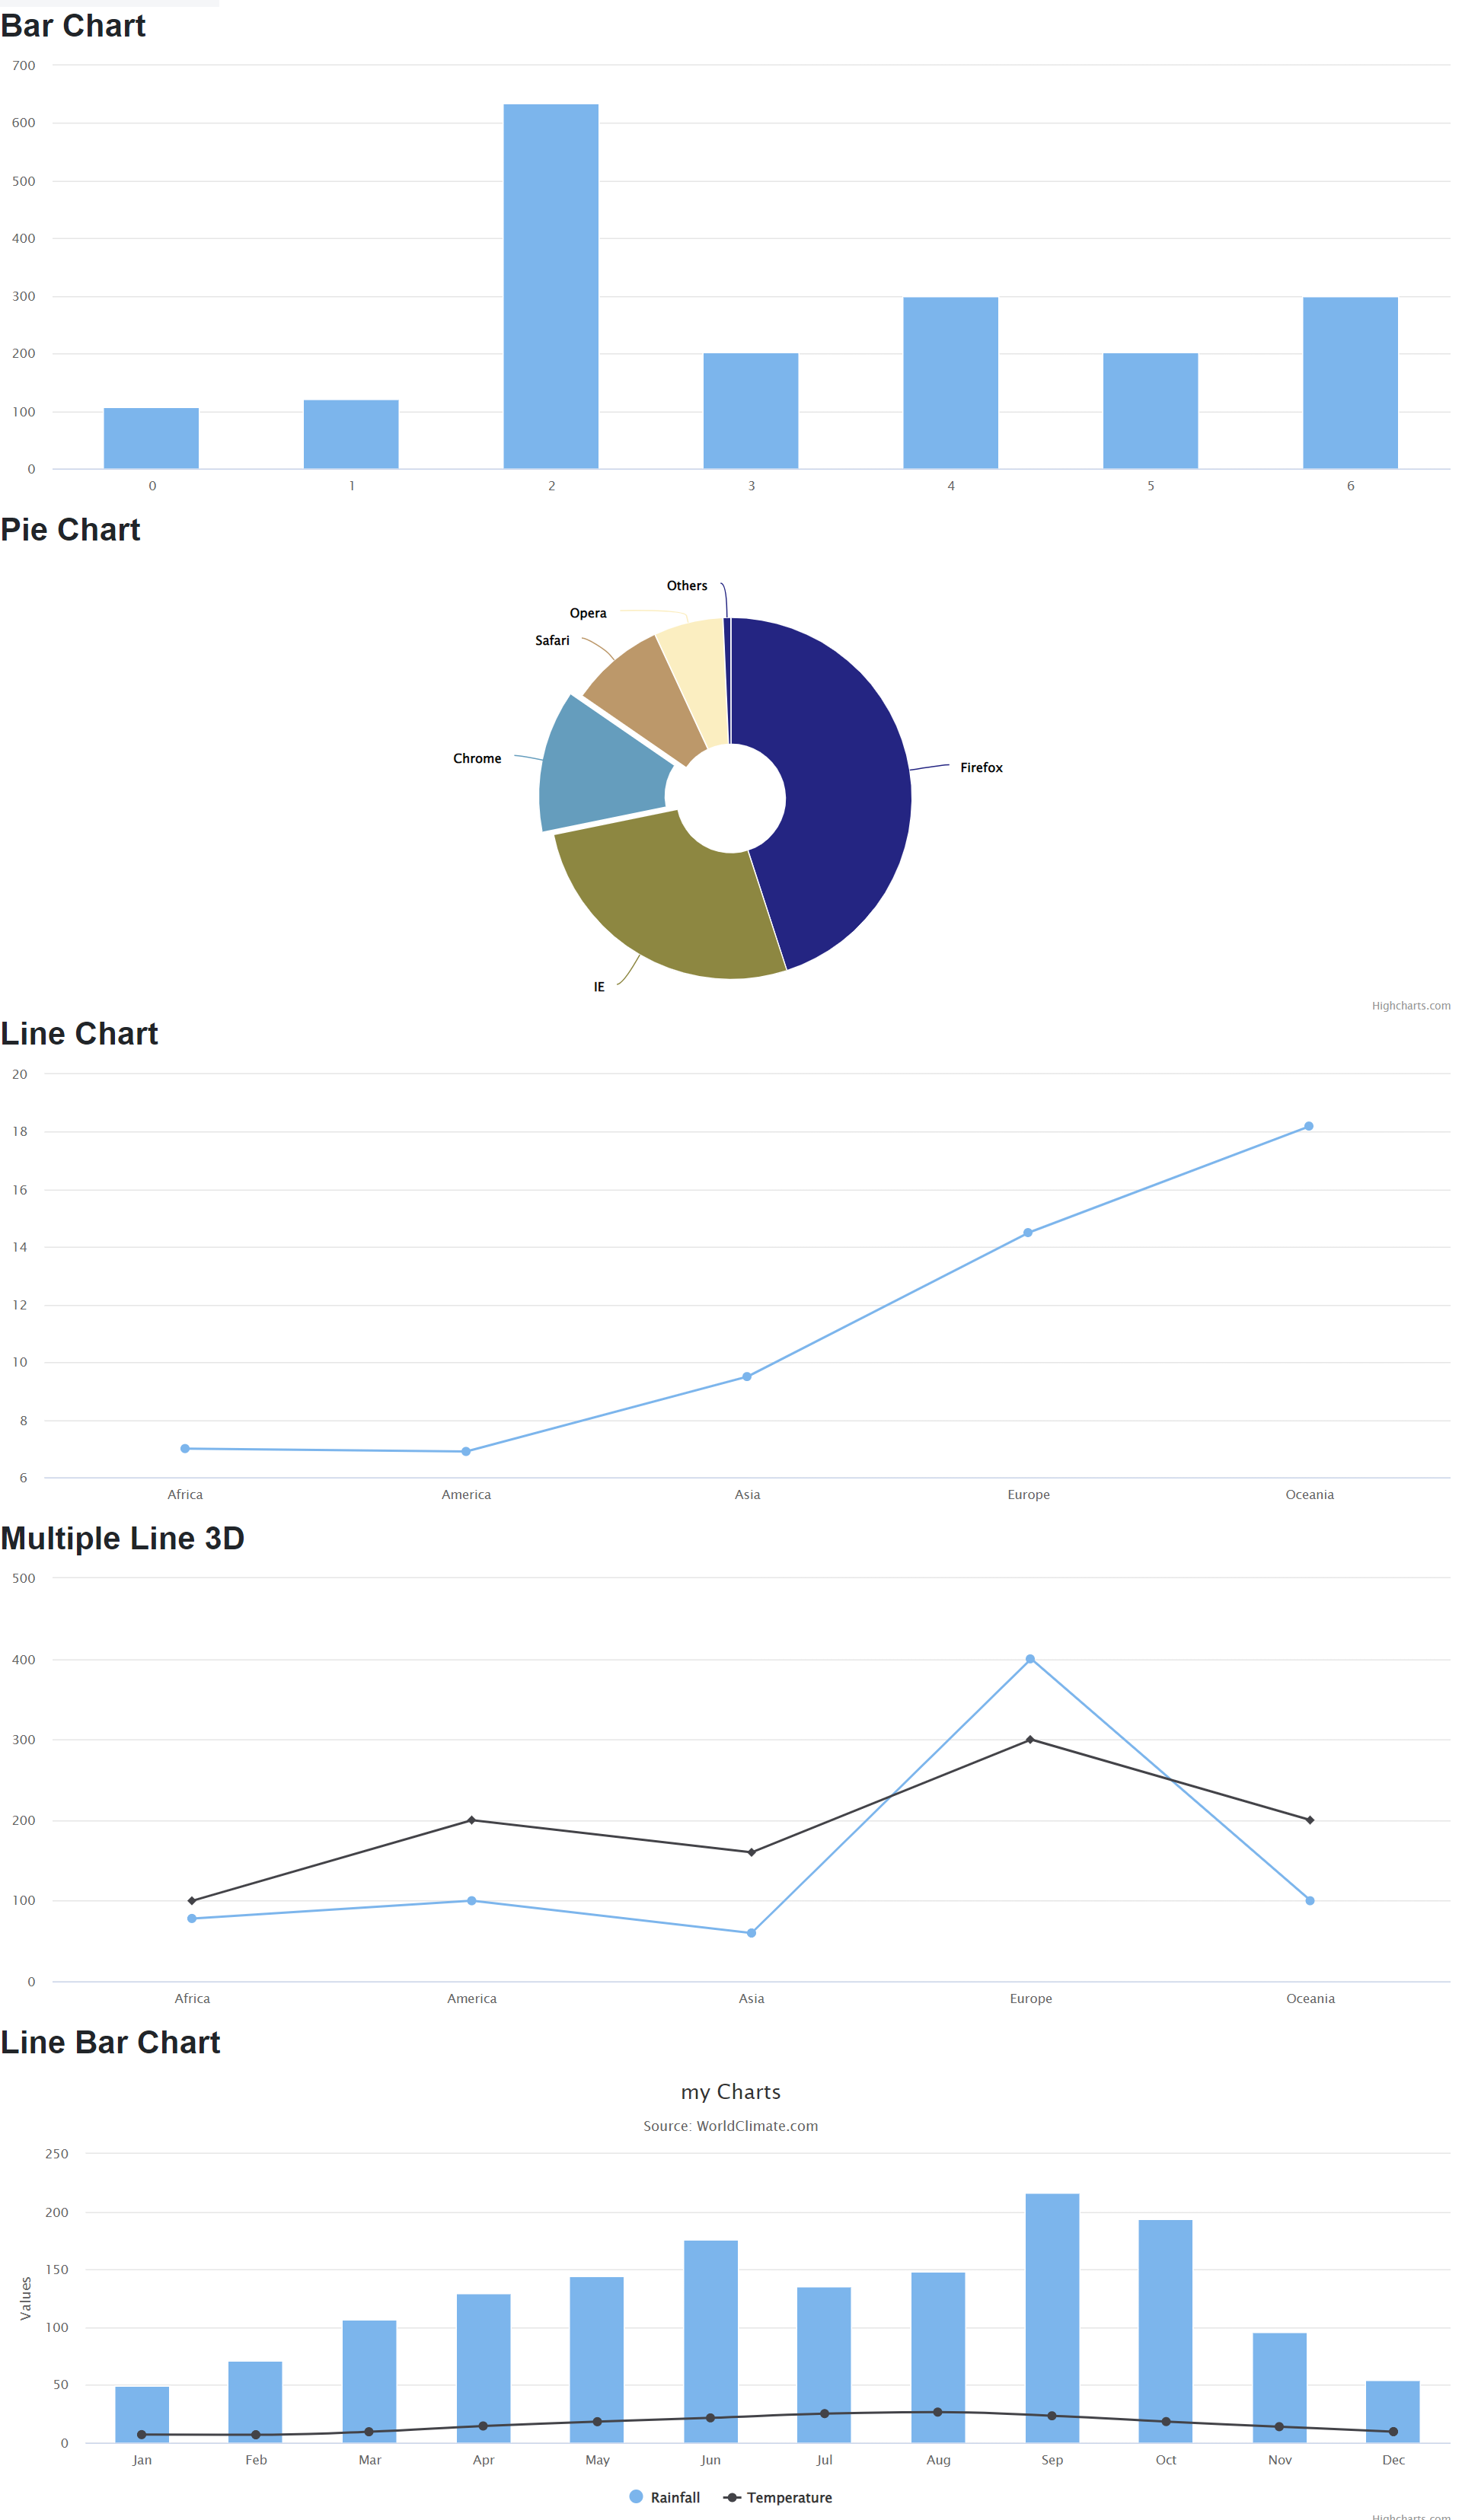 Bar Chart
700
600
500
400
300
200
100
0
0 1 2 3 4 5 6
Pie Chart
Others
Opera
Safari
Chrome
Firefox
IE
Highcharts.com
Line Chart
20
18
16
14
12
10
8
6
Africa America Asia Europe Oceania
Multiple Line 3D
500
400
300
200
100
0
Africa America Asia Europe Oceania
Line Bar Chart
my Charts
Source: WorldClimate.com
Values
250
200
150
100
50
0
Jan Feb Mar Apr May Jun Jul Aug Sep Oct Nov Dec
Rainfall Temperature
Highcharts.com